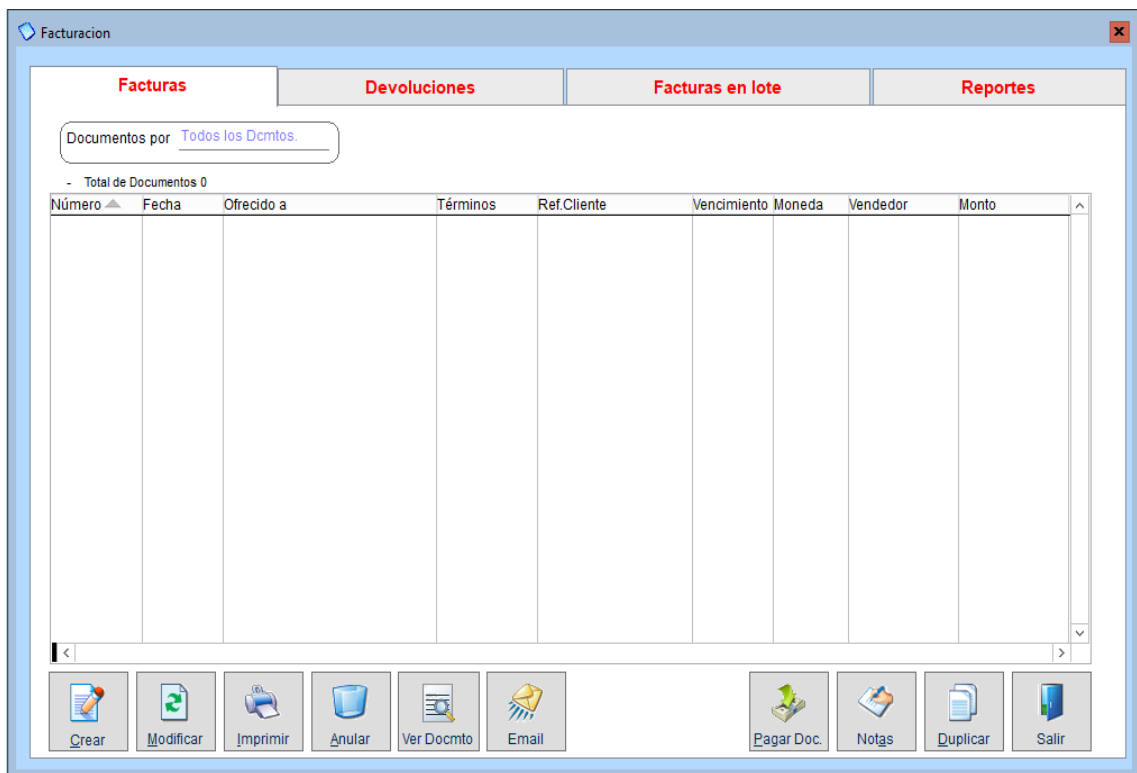 Facturacion
Facturas Devoluciones Facturas en lote Reportes
Documentos por Todos los Dcmtos.
- Total de Documentos 0
Número Fecha Ofrecido a Términos Ref.Cliente Vencimiento Moneda Vendedor Monto
Crear Modificar Imprimir Anular Ver Docmto Email Pagar Doc. Notas Duplicar Salir